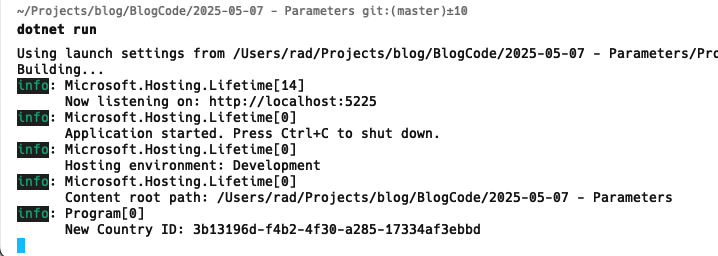 ~/Projects/blog/BlogCode/2025-05-07 - Parameters git:(master)±10
dotnet run
Using launch settings from /Users/rad/Projects/blog/BlogCode/2025-05-07 - Parameters/Pro
Building...
info: Microsoft.Hosting.Lifetime[14]
Now listening on: http://localhost:5225
info: Microsoft.Hosting.Lifetime[0]
Application started. Press Ctrl+C to shut down.
info: Microsoft.Hosting.Lifetime[0]
Hosting environment: Development
info: Microsoft.Hosting.Lifetime[0]
Content root path: /Users/rad/Projects/blog/BlogCode/2025-05-07 - Parameters
info: Program[0]
New Country ID: 3b13196d-f4b2-4f30-a285-17334af3ebbd